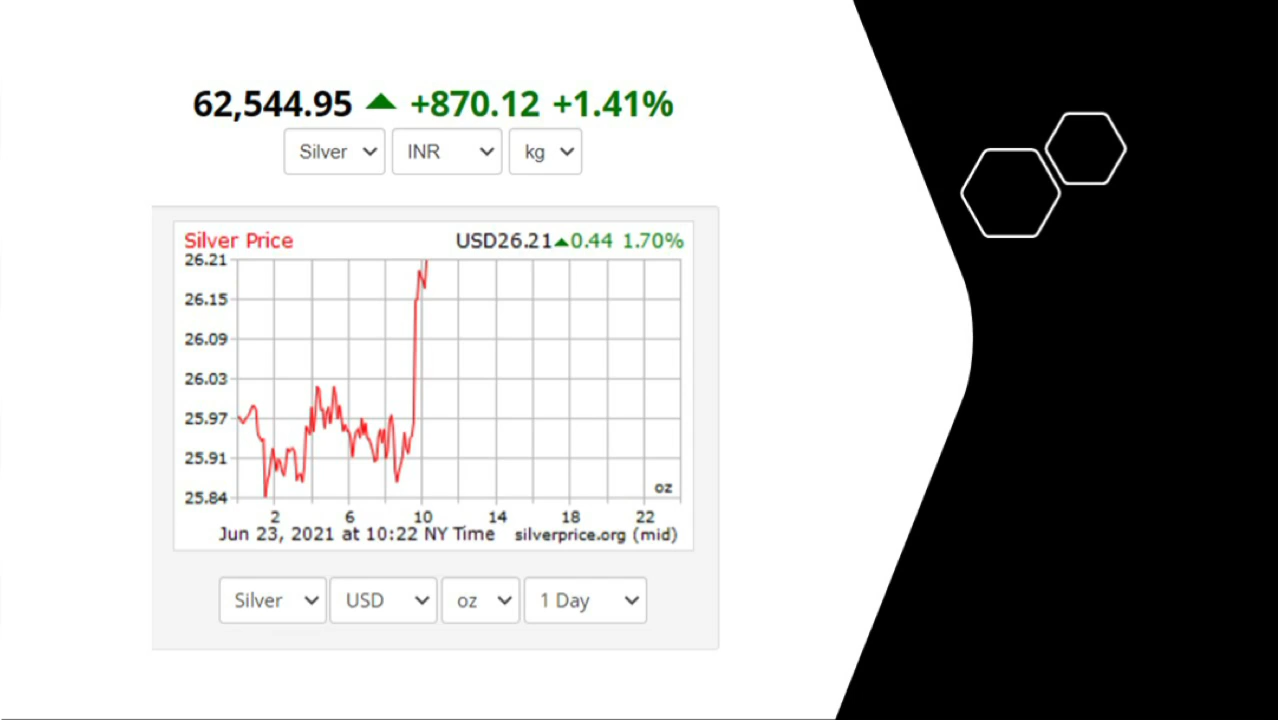 62,544.95 ▲ +870.12 +1.41%
Silver INR kg
Silver Price USD26.21▲0.44 1.70%
26.21
26.15
26.09
26.03
25.97
25.91
25.84
oz
2 6 10 14 18 22
Jun 23, 2021 at 10:22 NY Time silverprice.org (mid)
Silver USD oz 1 Day